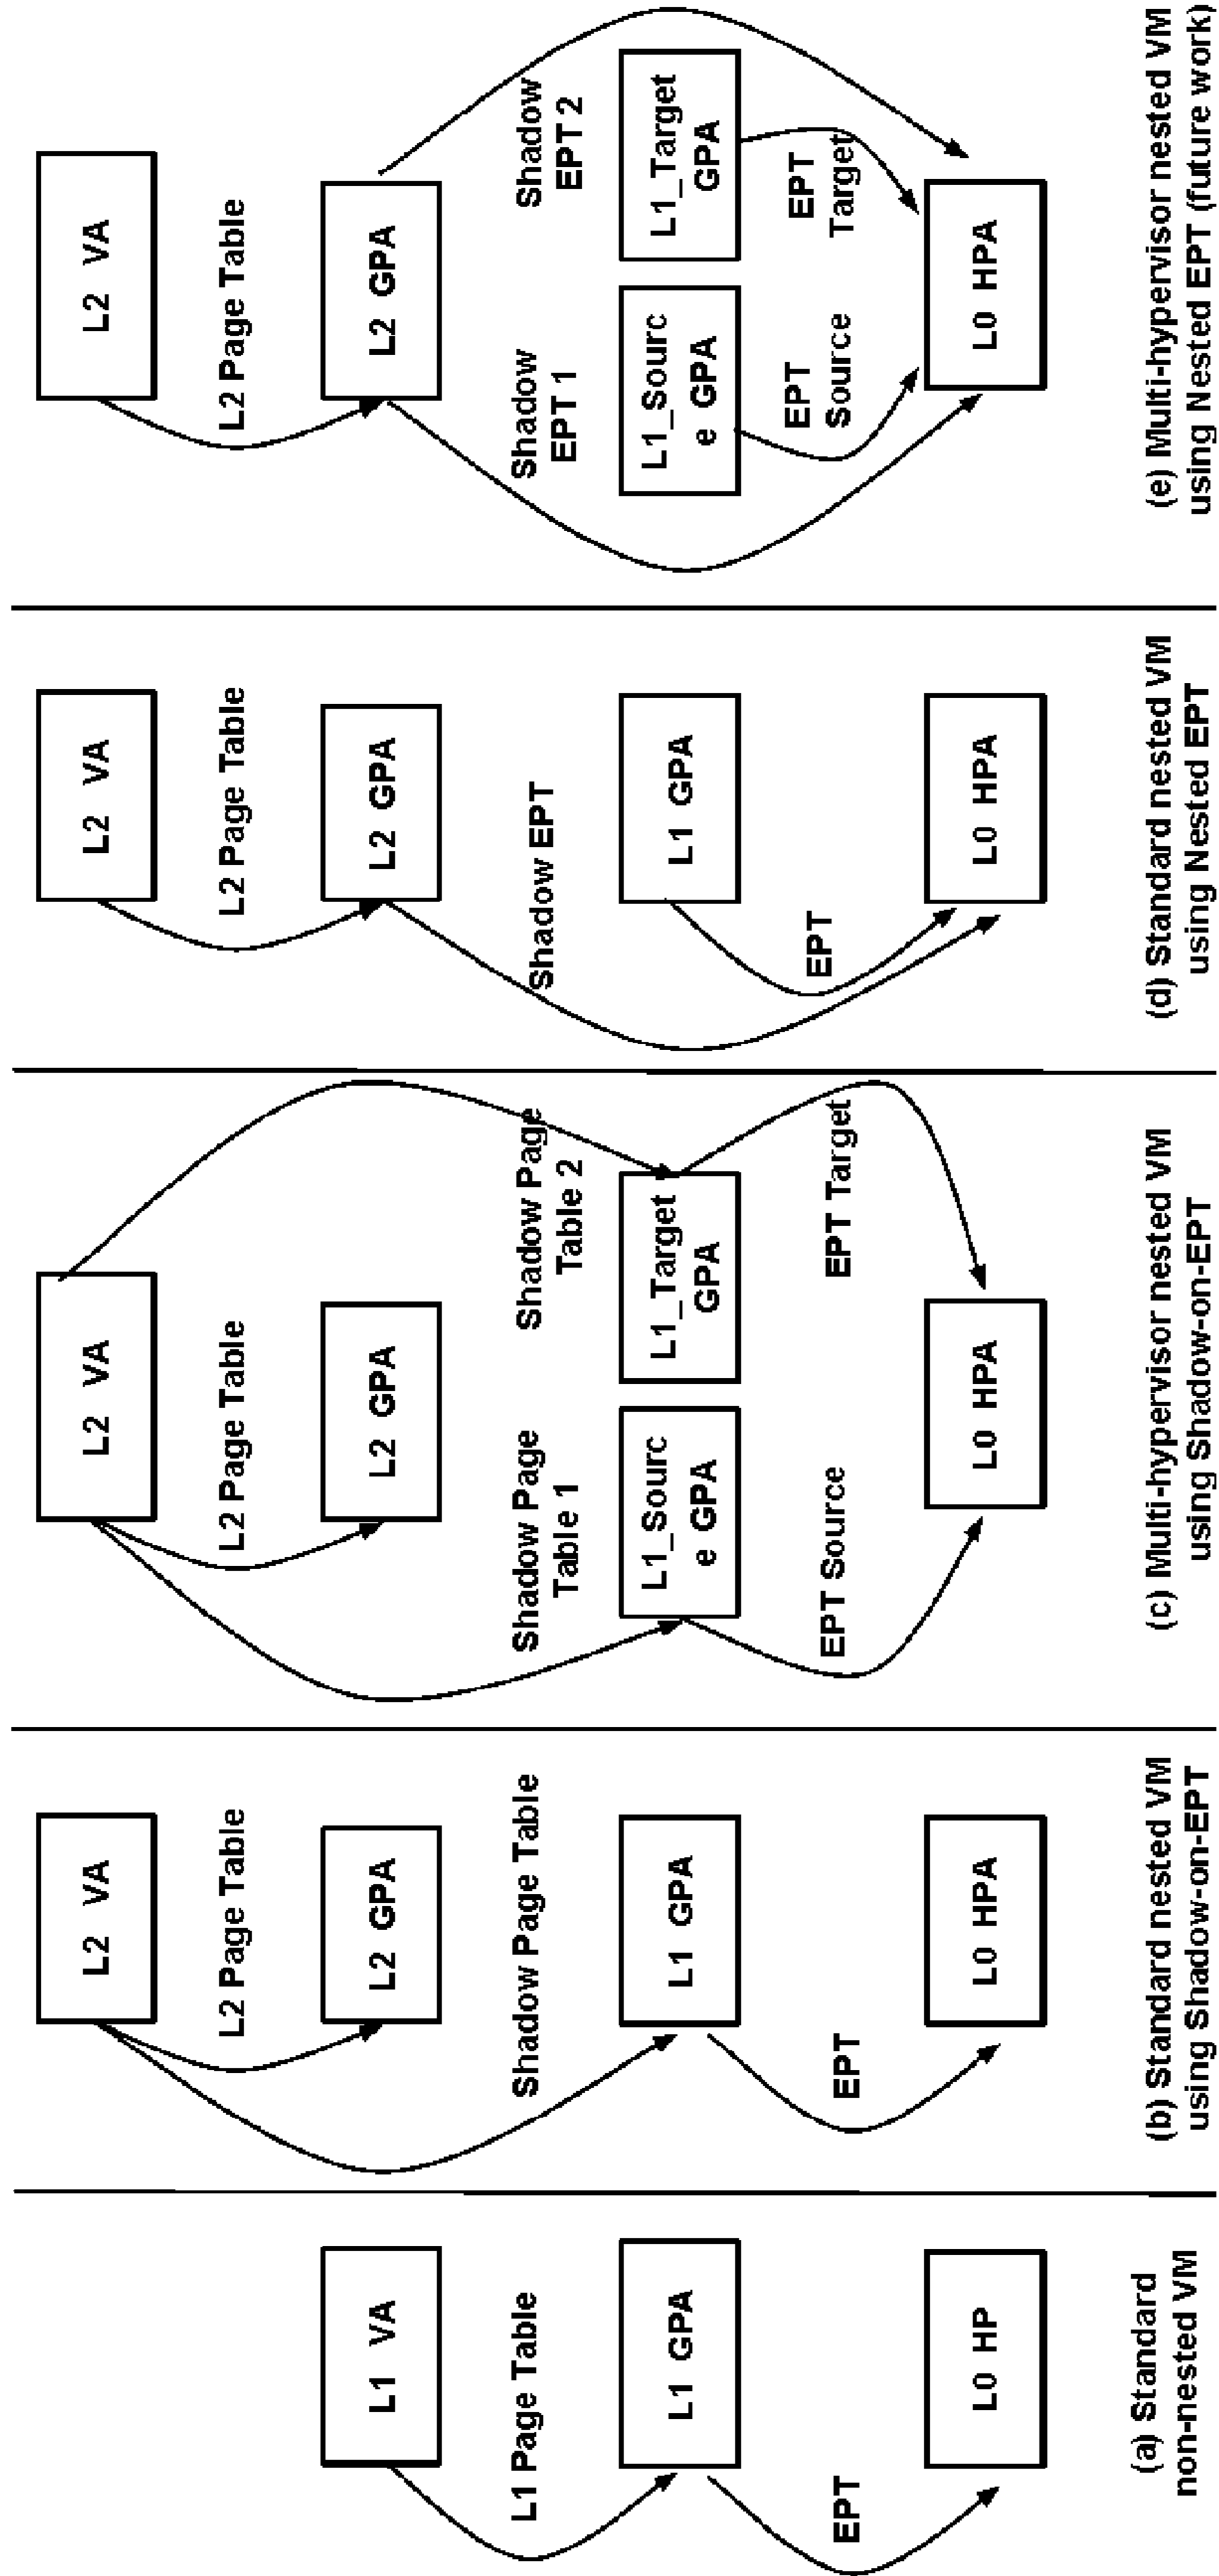 L1 VA
L1 Page Table
L1 GPA
EPT
L0 HP
(a) Standard
non-nested VM
L2 VA
L2 Page Table
L2 GPA
Shadow Page Table
L1 GPA
EPT
L0 HPA
(b) Standard nested VM
using Shadow-on-EPT
L2 VA
L2 Page Table
L2 GPA
Shadow Page
Table 1
Shadow Page
Table 2
L1_Sourc
e GPA
L1_Target
GPA
EPT Source
EPT Target
L0 HPA
(c) Multi-hypervisor nested VM
using Shadow-on-EPT
L2 VA
L2 Page Table
L2 GPA
Shadow EPT
L1 GPA
EPT
L0 HPA
(d) Standard nested VM
using Nested EPT
L2 VA
L2 Page Table
L2 GPA
Shadow
EPT 1
Shadow
EPT 2
L1_Sourc
e GPA
L1_Target
GPA
EPT
Source
EPT
Target
L0 HPA
(e) Multi-hypervisor nested VM
using Nested EPT (future work)